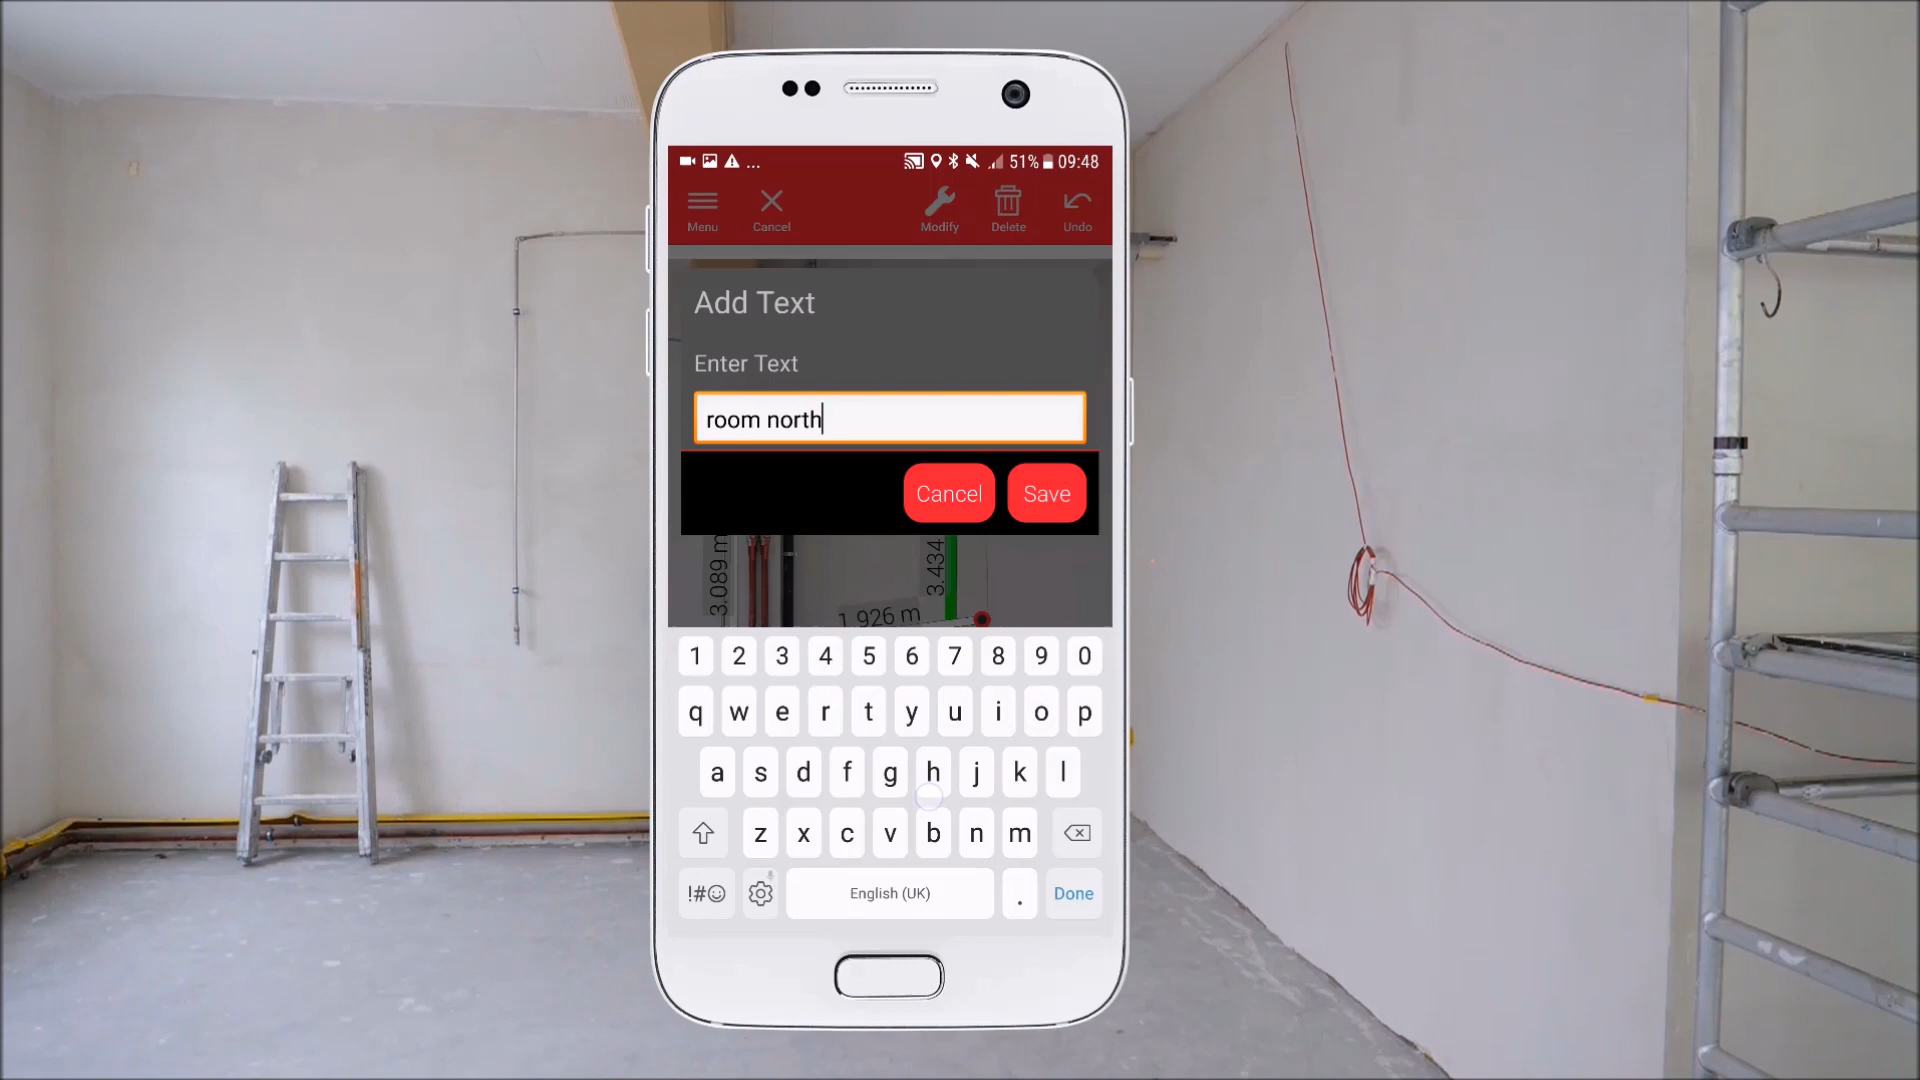 ... 51% 09:48
Menu Cancel Modify Delete Undo
Add Text
Enter Text
room north
Cancel Save
3.089 m
3.434
1.926 m
1 2 3 4 5 6 7 8 9 0
q w e r t y u i o p
a s d f g h j k l
z x c v b n m
!#☺ English (UK) . Done